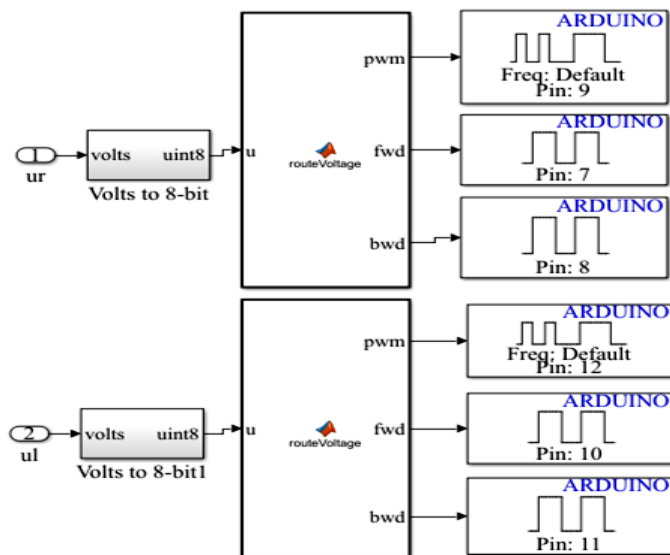 ARDUINO
pwm
Freq: Default
Pin: 9
ARDUINO
1
volts
uint8
u
routeVoltage
fwd
ur
Volts to 8-bit
Pin: 7
ARDUINO
bwd
Pin: 8
ARDUINO
pwm
Freq: Default
Pin: 12
ARDUINO
2
volts
uint8
u
routeVoltage
fwd
ul
Volts to 8-bit1
Pin: 10
ARDUINO
bwd
Pin: 11